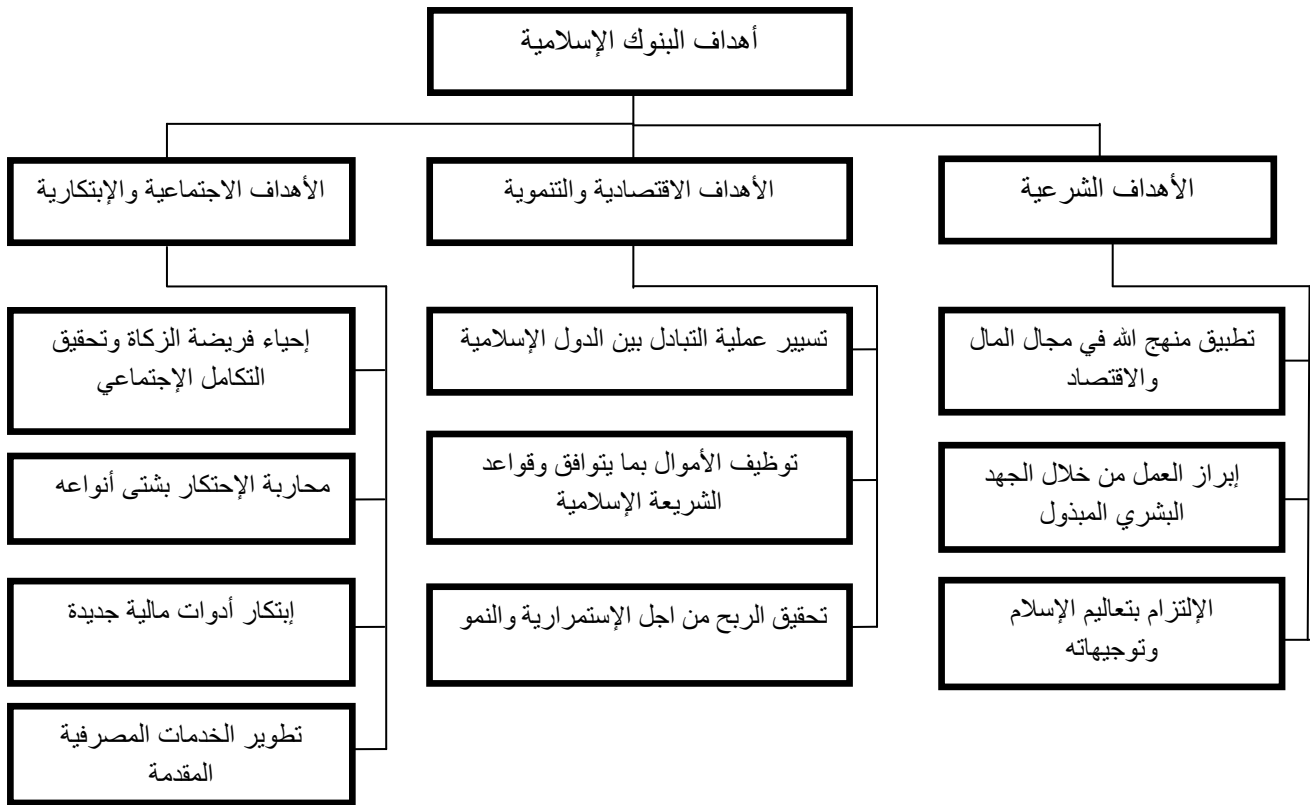 أهداف البنوك الإسلامية
الأهداف الشرعية
الأهداف الاقتصادية والتنموية
الأهداف الاجتماعية والإبتكارية
تطبيق منهج الله في مجال المال
والاقتصاد
إبراز العمل من خلال الجهد
البشري المبذول
الإلتزام بتعاليم الإسلام
وتوجيهاته
تسيير عملية التبادل بين الدول الإسلامية
توظيف الأموال بما يتوافق وقواعد
الشريعة الإسلامية
تحقيق الربح من اجل الإستمرارية والنمو
إحياء فريضة الزكاة وتحقيق
التكامل الإجتماعي
محاربة الإحتكار بشتى أنواعه
إبتكار أدوات مالية جديدة
تطوير الخدمات المصرفية
المقدمة